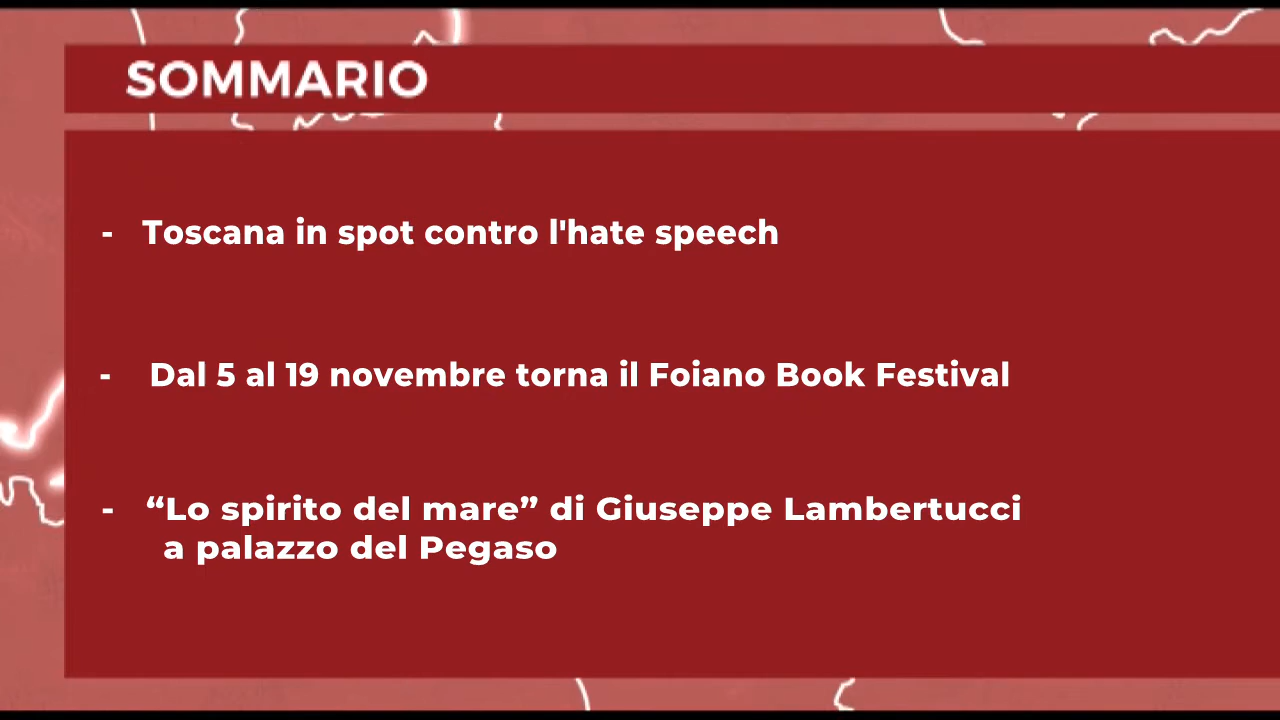 SOMMARIO
- Toscana in spot contro l'hate speech
- Dal 5 al 19 novembre torna il Foiano Book Festival
- “Lo spirito del mare” di Giuseppe Lambertucci
a palazzo del Pegaso